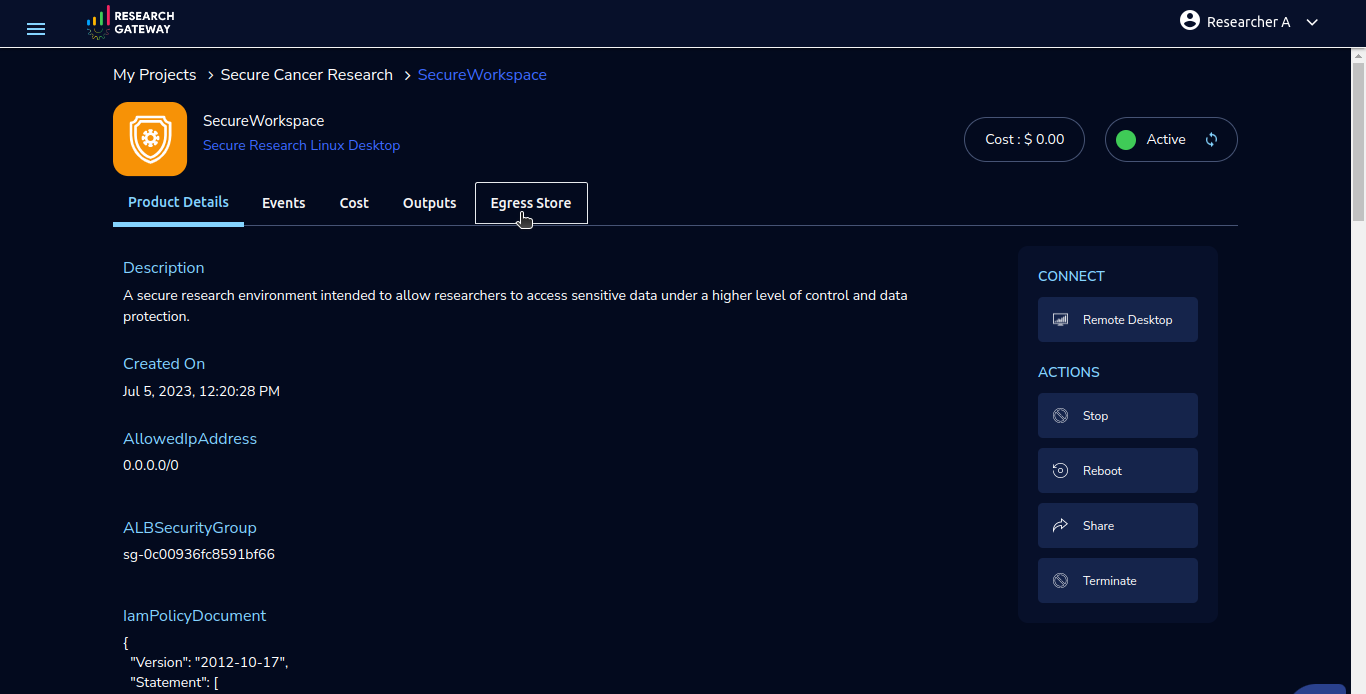 RESEARCH
GATEWAY
Researcher A
My Projects > Secure Cancer Research > SecureWorkspace
SecureWorkspace
Secure Research Linux Desktop
Cost : $ 0.00
Active
Product Details
Events
Cost
Outputs
Egress Store
Description
A secure research environment intended to allow researchers to access sensitive data under a higher level of control and data
protection.
Created On
Jul 5, 2023, 12:20:28 PM
AllowedIpAddress
0.0.0.0/0
ALBSecurityGroup
sg-0c00936fc8591bf66
IamPolicyDocument
{
"Version": "2012-10-17",
"Statement": [
CONNECT
Remote Desktop
ACTIONS
Stop
Reboot
Share
Terminate